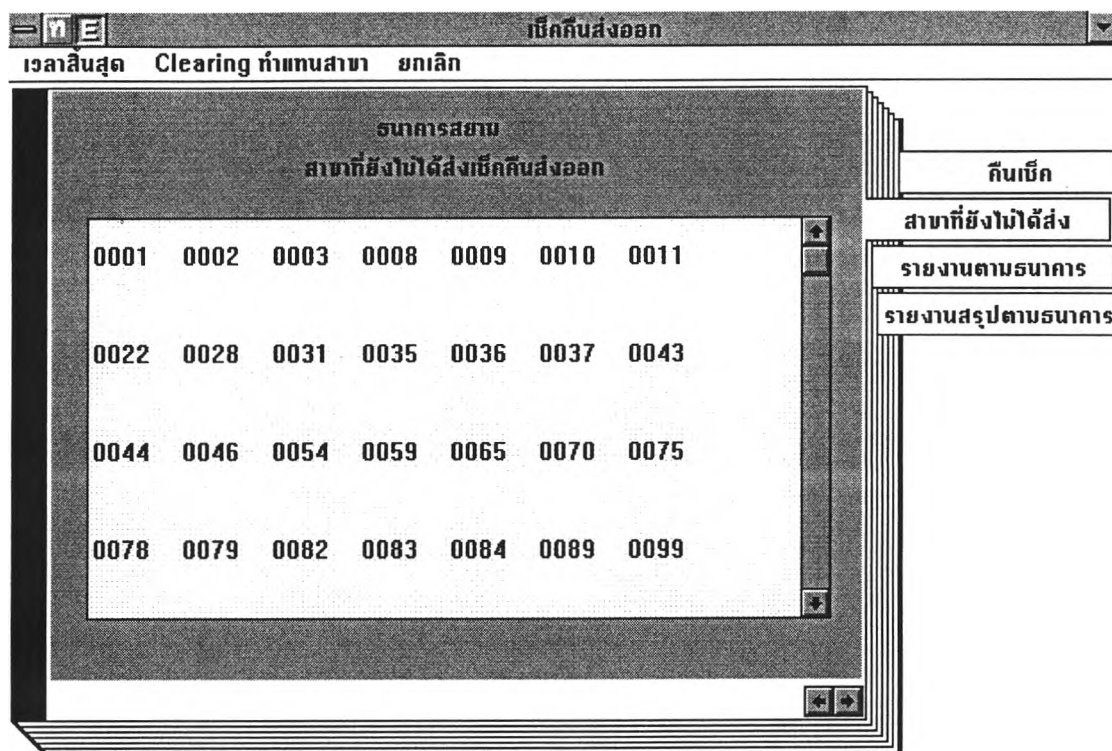 ท E เช็คคืนส่งออก
เวลาสิ้นสุด Clearing ทำแทนสาขา ยกเลิก
ธนาคารสยาม
สาขาที่ยังไม่ได้ส่งเช็คคืนส่งออก
0001 0002 0003 0008 0009 0010 0011
0022 0028 0031 0035 0036 0037 0043
0044 0046 0054 0059 0065 0070 0075
0078 0079 0082 0083 0084 0089 0099
คืนเช็ค
สาขาที่ยังไม่ได้ส่ง
รายงานตามธนาคาร
รายงานสรุปตามธนาคาร